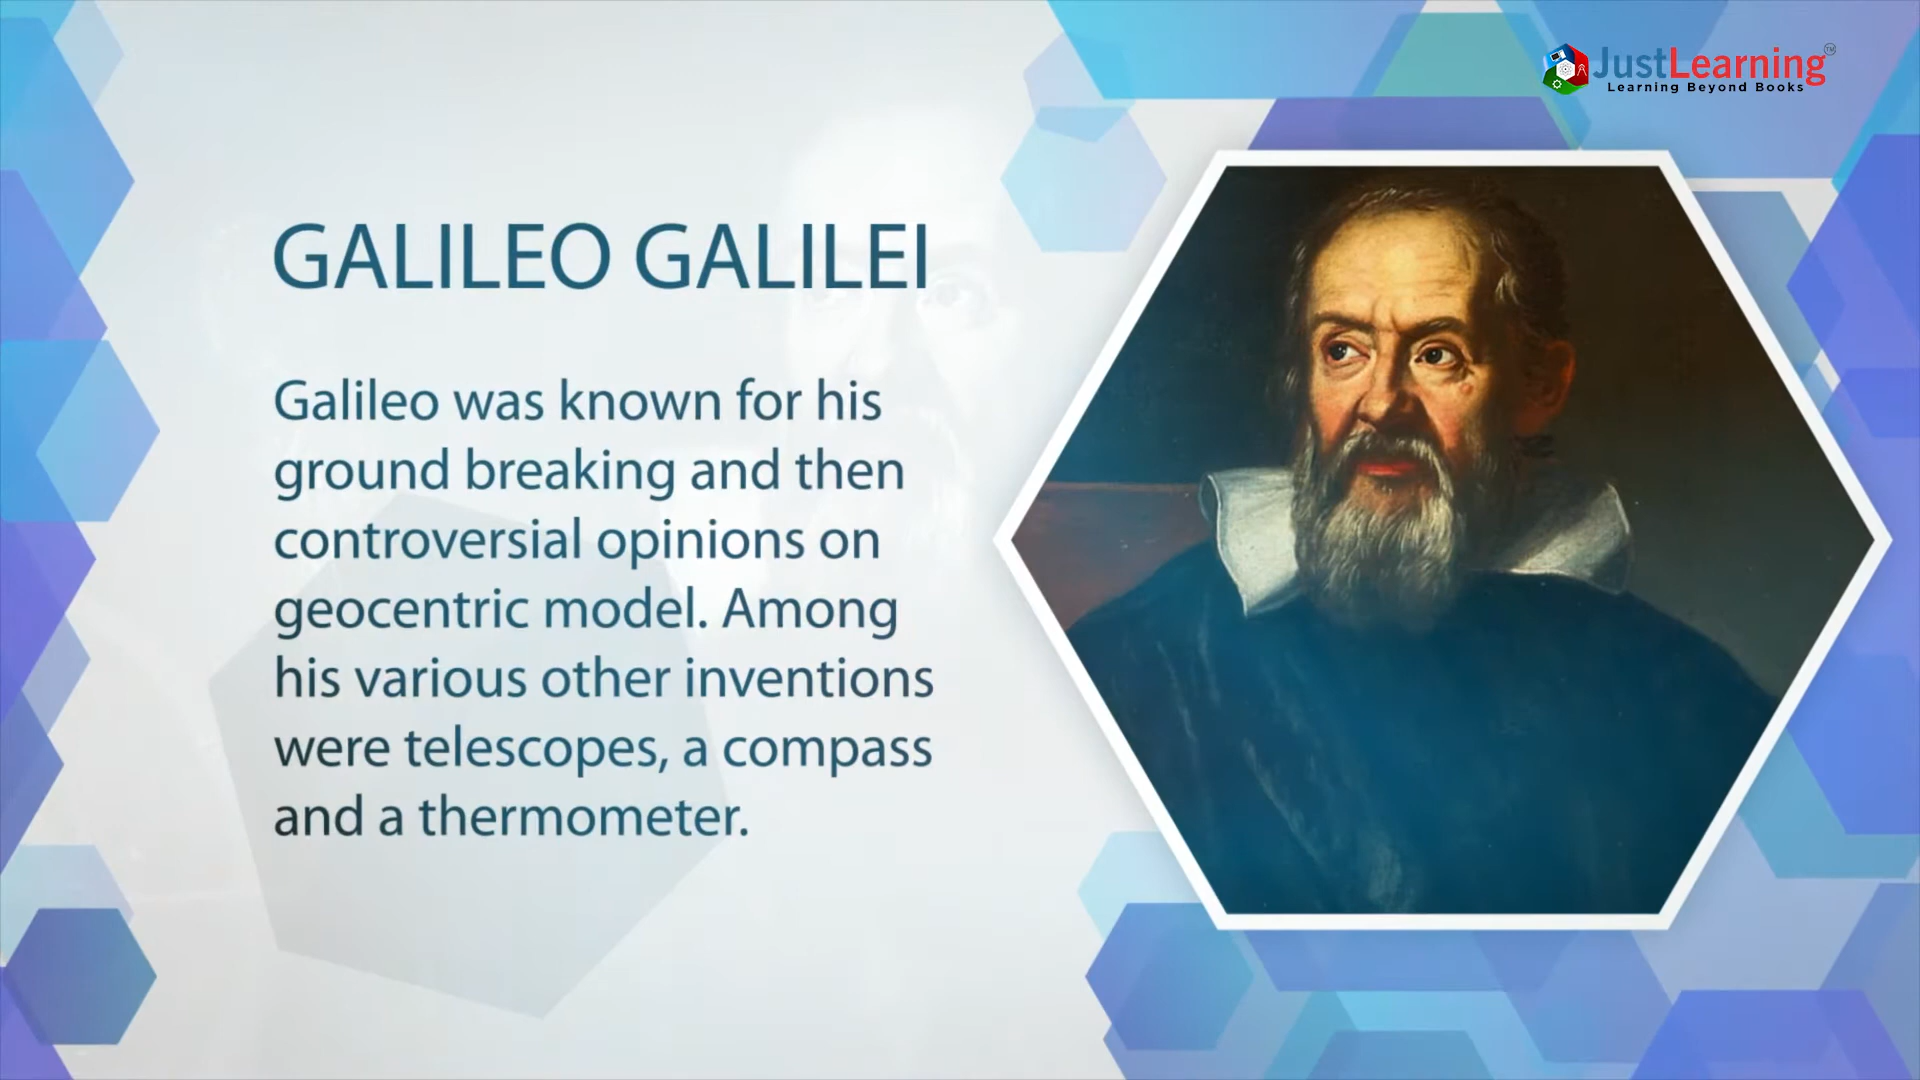 JustLearning™
Learning Beyond Books
GALILEO GALILEI
Galileo was known for his
ground breaking and then
controversial opinions on
geocentric model. Among
his various other inventions
were telescopes, a compass
and a thermometer.